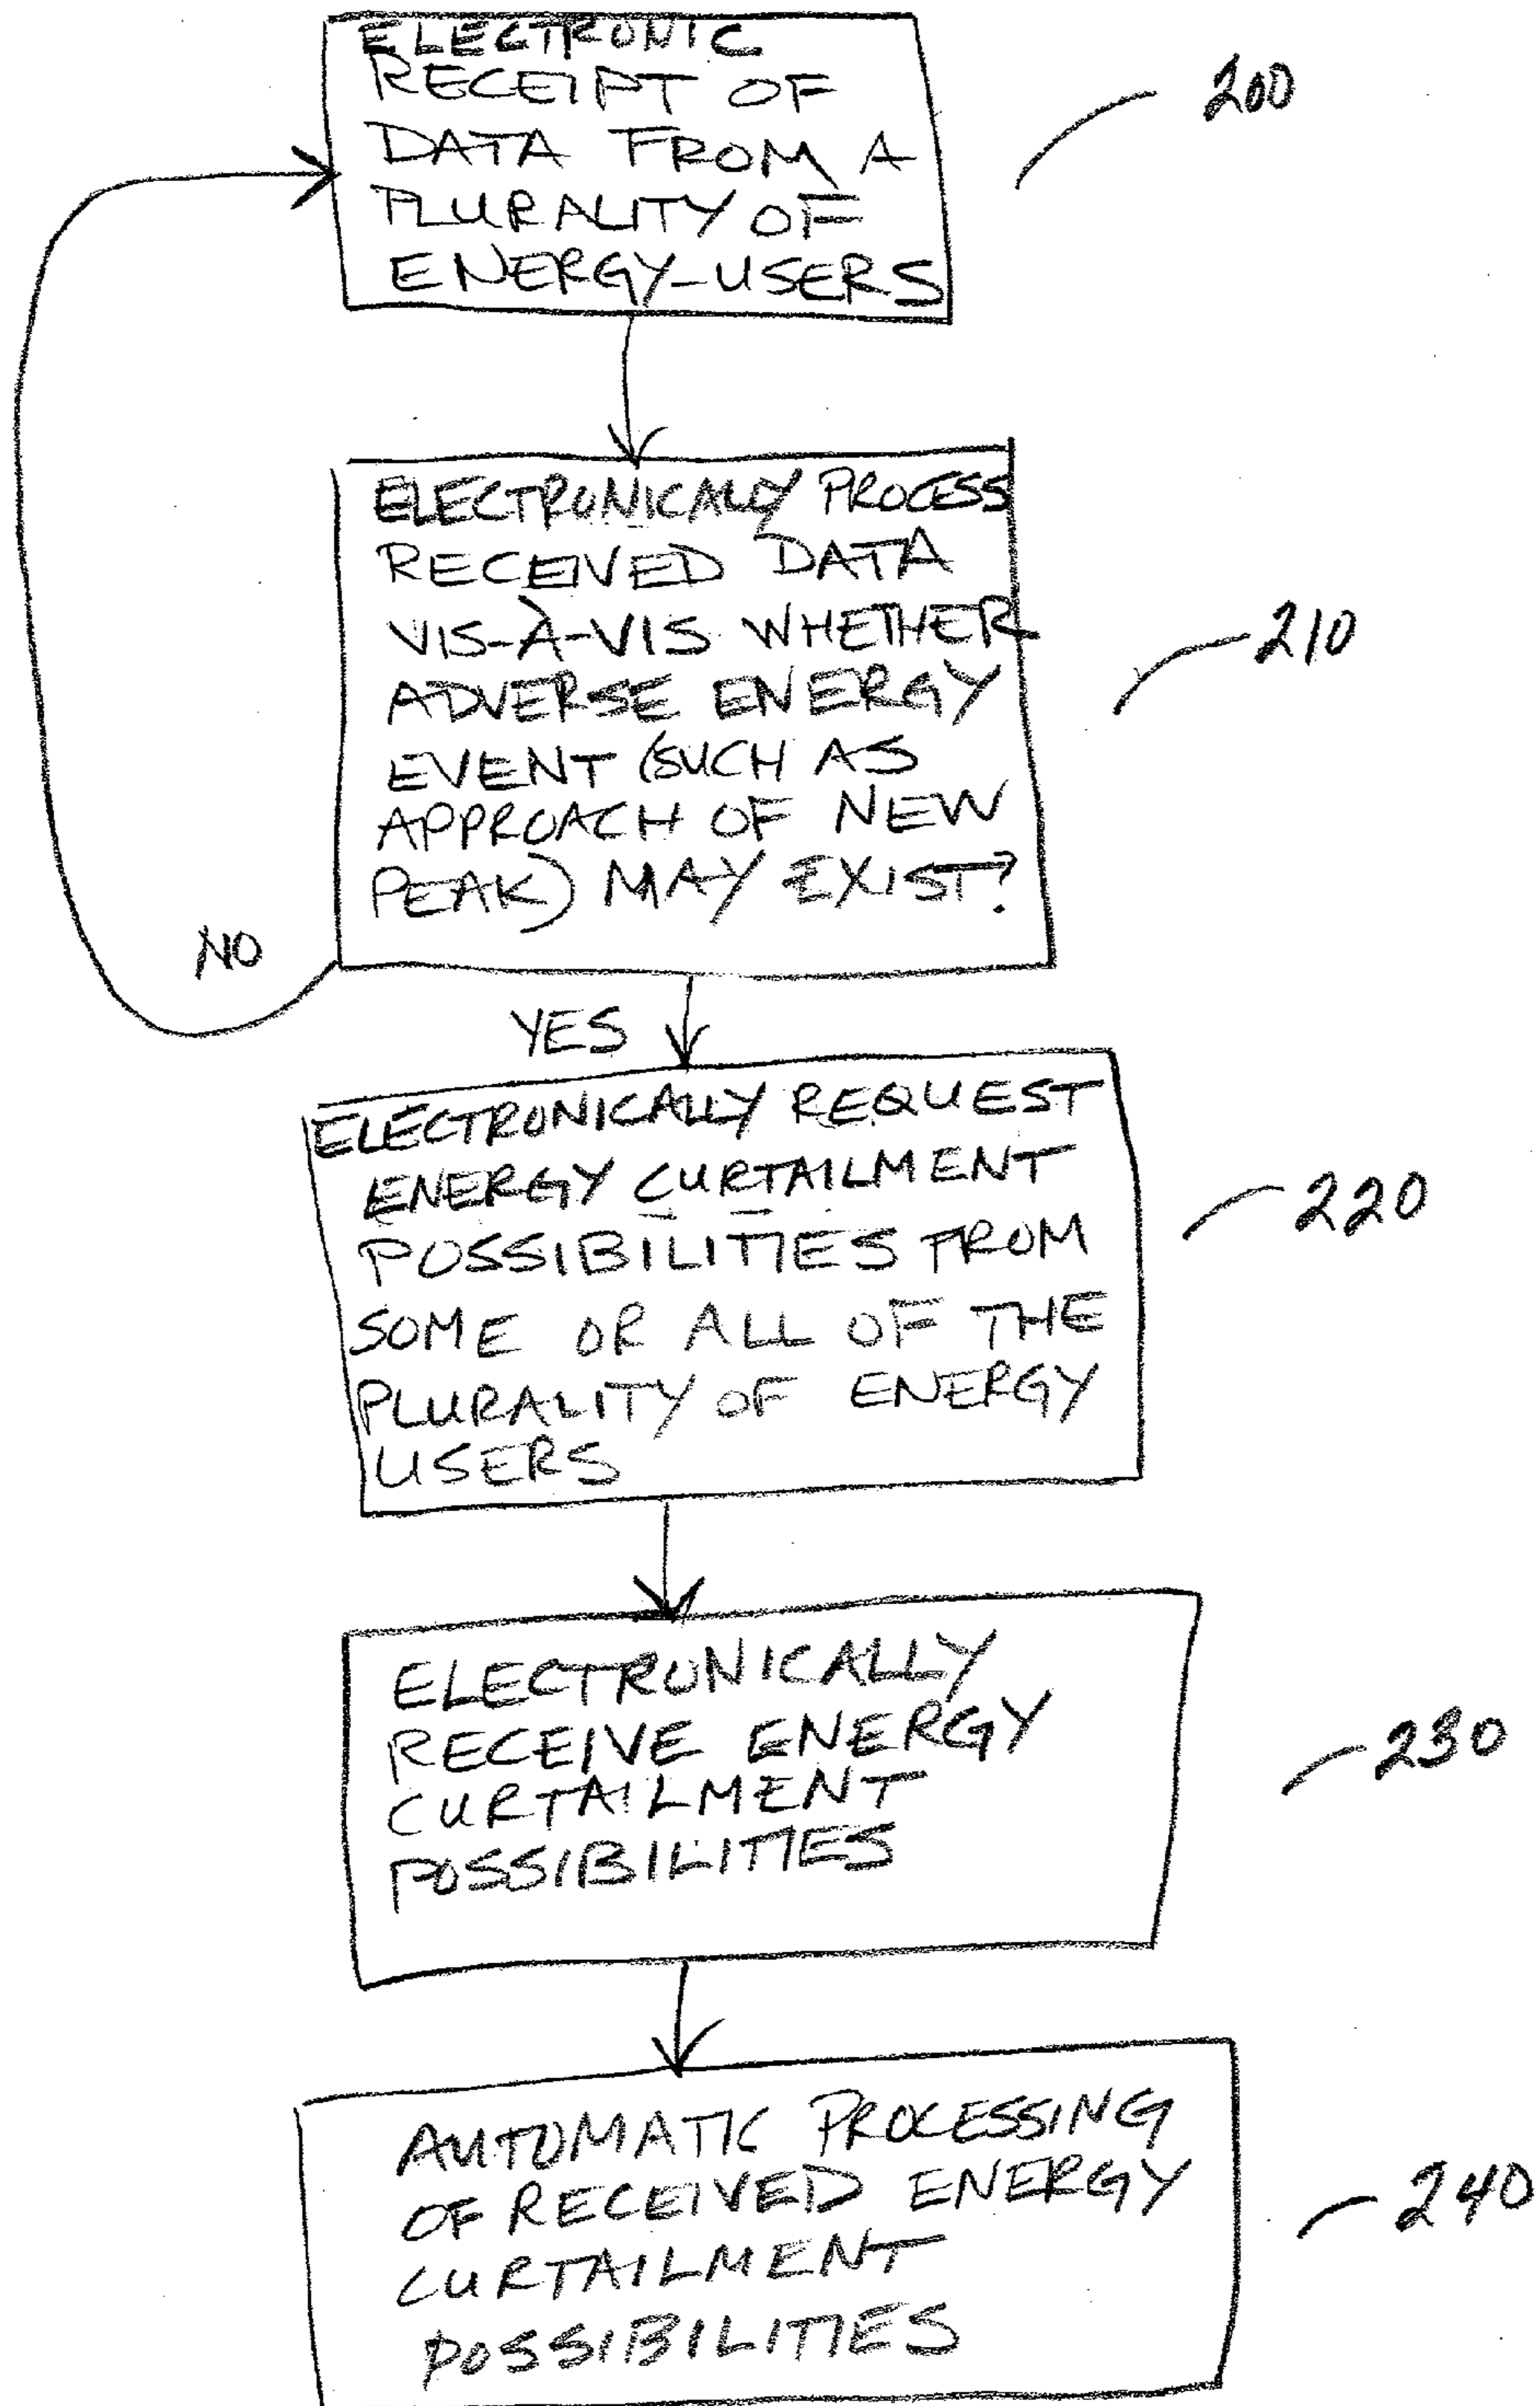 ELECTRONIC
RECEIPT OF
DATA FROM A
PLURALITY OF
ENERGY-USERS
200
ELECTRONICALLY PROCESS
RECEIVED DATA
VIS-À-VIS WHETHER
ADVERSE ENERGY
EVENT (SUCH AS
APPROACH OF NEW
PEAK) MAY EXIST?
210
NO
YES
ELECTRONICALLY REQUEST
ENERGY CURTAILMENT
POSSIBILITIES FROM
SOME OR ALL OF THE
PLURALITY OF ENERGY
USERS
220
ELECTRONICALLY
RECEIVE ENERGY
CURTAILMENT
POSSIBILITIES
230
AUTOMATIC PROCESSING
OF RECEIVED ENERGY
CURTAILMENT
POSSIBILITIES
240